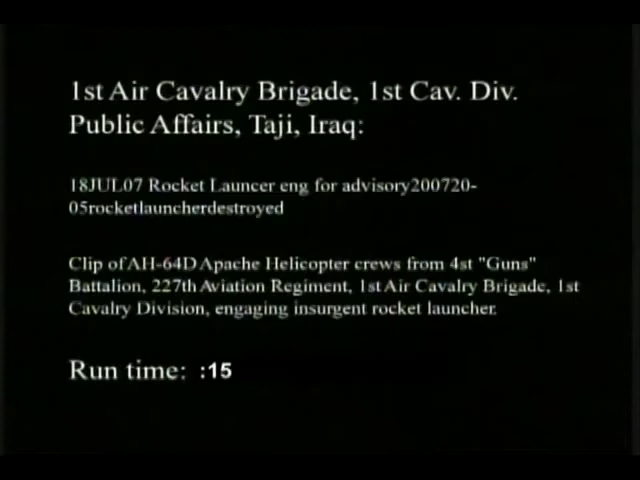 1st Air Cavalry Brigade, 1st Cav. Div.
Public Affairs, Taji, Iraq:
18JUL07 Rocket Launcer eng for advisory200720-
05rocketlauncherdestroyed
Clip of AH-64D Apache Helicopter crews from 4st "Guns"
Battalion, 227th Aviation Regiment, 1st Air Cavalry Brigade, 1st
Cavalry Division, engaging insurgent rocket launcher.
Run time: :15